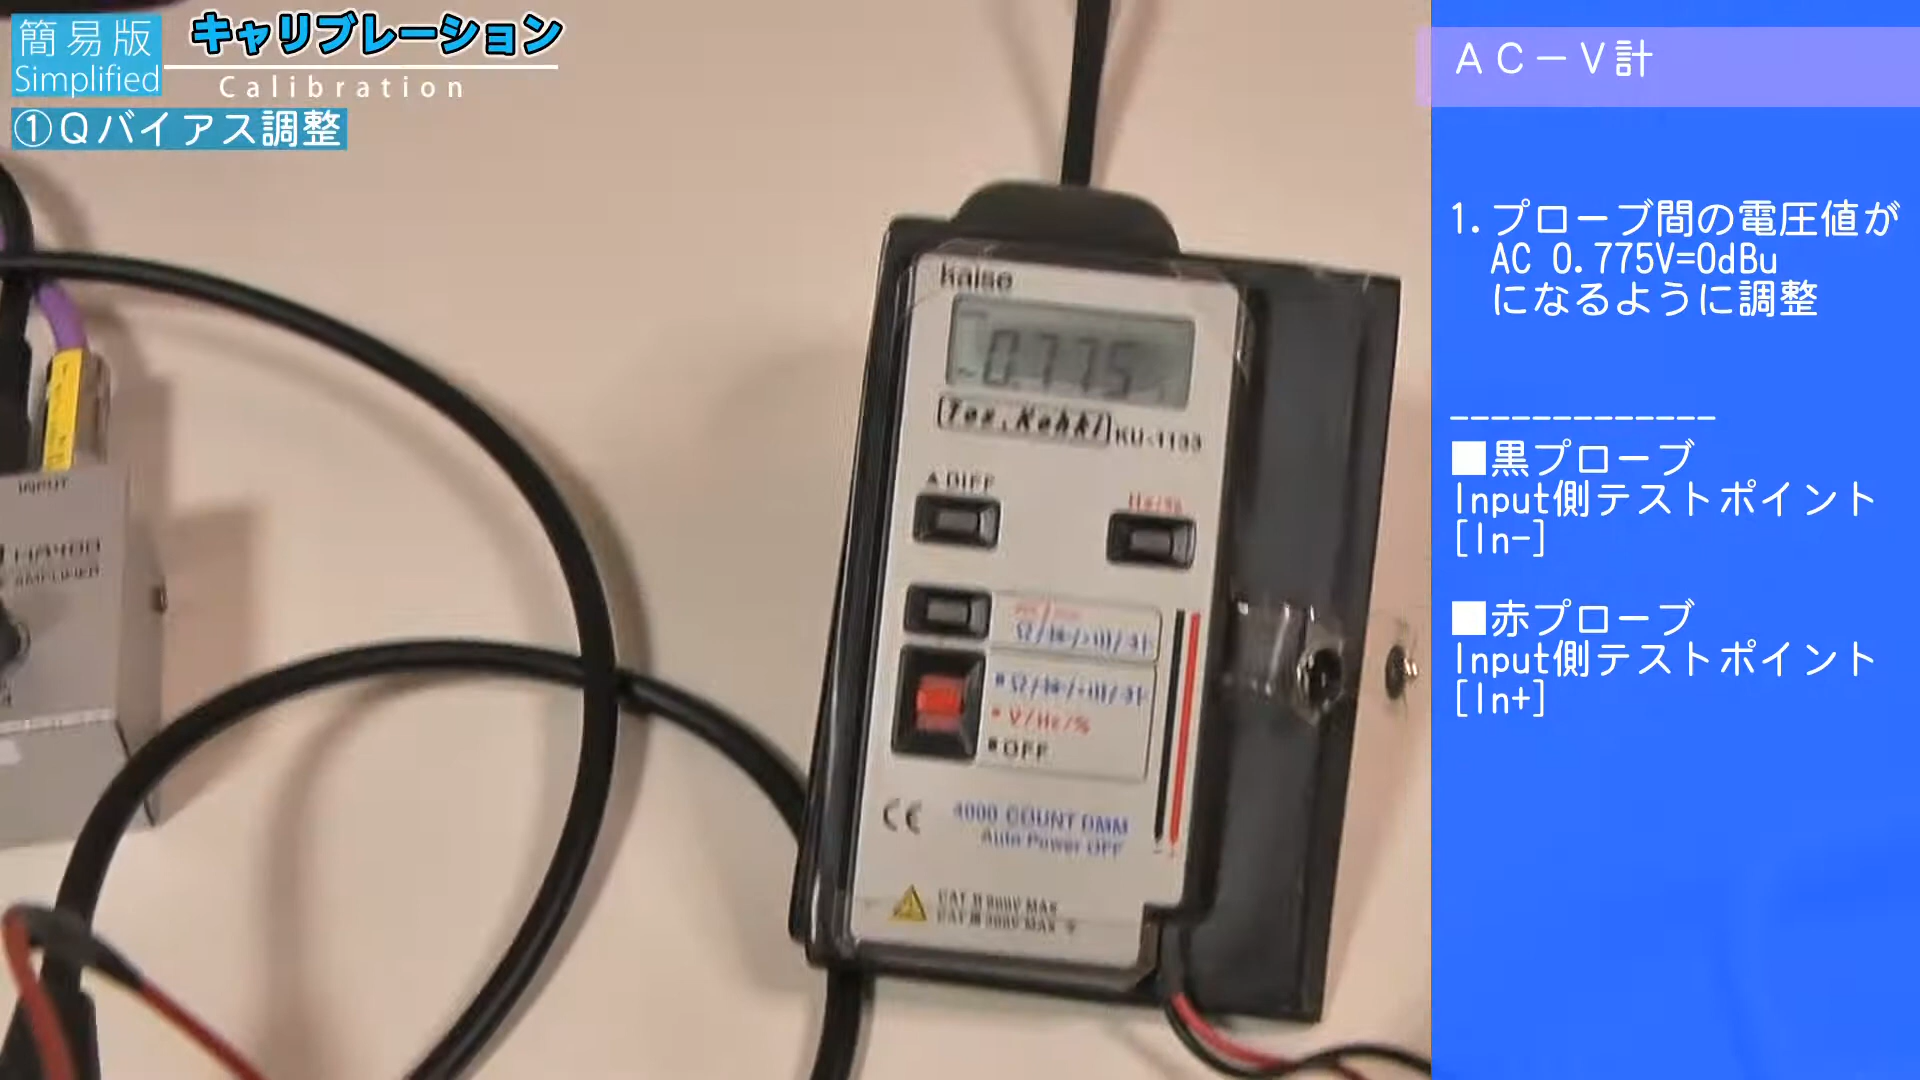 簡易版
Simplified
キャリブレーション
Calibration
①Qバイアス調整
AC−V計
1.プローブ間の電圧値が
AC 0.775V=0dBu
になるように調整
-------------
■黒プローブ
Input側テストポイント
[In-]
■赤プローブ
Input側テストポイント
[In+]
kaise
0.775
KU-1133
▲DIFF
Hz/%
V/Hz/%
OFF
CE
4000 COUNT DMM
Auto Power OFF
INPUT
AMPLIFIER